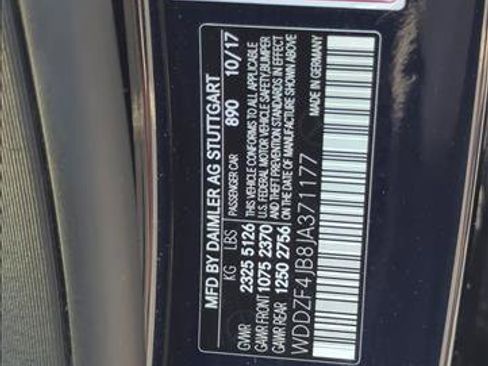 MFD BY DAIMLER AG STUTTGART
PASSENGER CAR 890 10/17
KG LBS
GVWR 2325 5126
GAWR FRONT 1075 2370
GAWR REAR 1250 2756
THIS VEHICLE CONFORMS TO ALL APPLICABLE
U.S. FEDERAL MOTOR VEHICLE SAFETY, BUMPER
AND THEFT PREVENTION STANDARDS IN EFFECT
ON THE DATE OF MANUFACTURE SHOWN ABOVE
WDDZF4JB8JA371177
MADE IN GERMANY